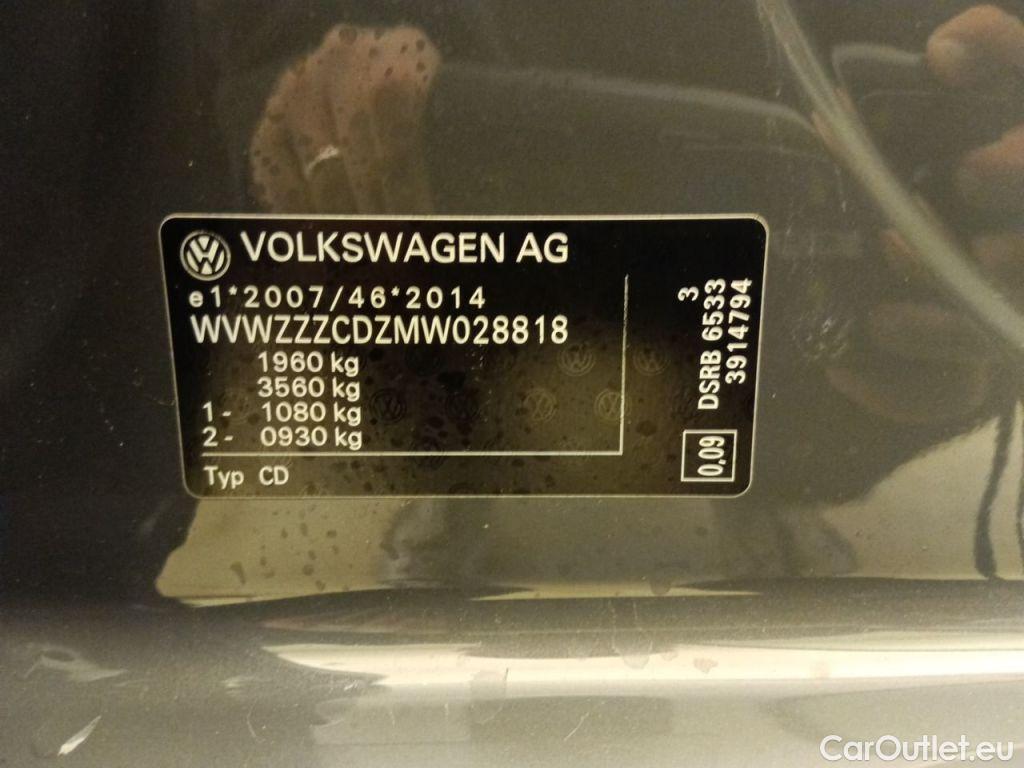 VOLKSWAGEN AG
e1*2007/46*2014
WVWZZZCDZMW028818
1960 kg
3560 kg
1- 1080 kg
2- 0930 kg
Typ CD
3
DSRB 6533
3914794
0,09
CarOutlet.eu